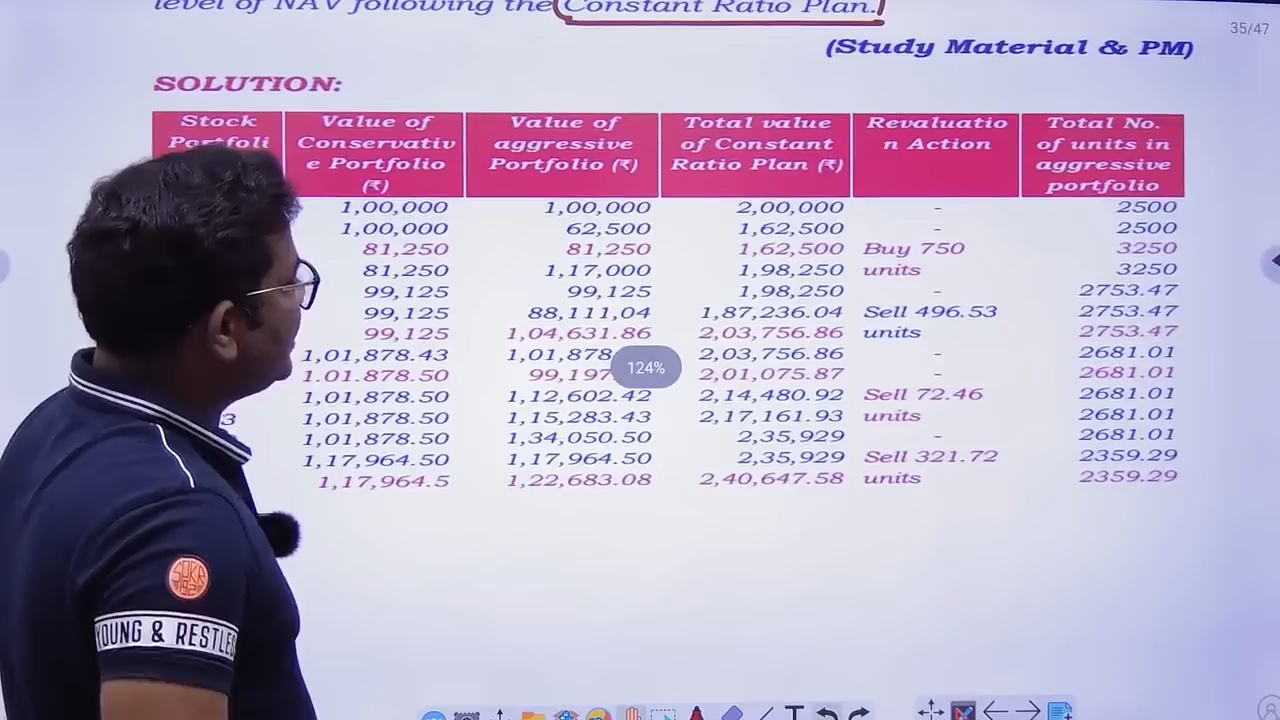 level of NAV following the Constant Ratio Plan.
35/47
(Study Material & PM)
SOLUTION:
Stock Portfoli | Value of Conservativ e Portfolio (₹) | Value of aggressive Portfolio (₹) | Total value of Constant Ratio Plan (₹) | Revaluatio n Action | Total No. of units in aggressive portfolio
1,00,000 1,00,000 2,00,000 - 2500
1,00,000 62,500 1,62,500 - 2500
81,250 81,250 1,62,500 Buy 750 3250
81,250 1,17,000 1,98,250 units 3250
99,125 99,125 1,98,250 - 2753.47
99,125 88,111,04 1,87,236.04 Sell 496.53 2753.47
99,125 1,04,631.86 2,03,756.86 units 2753.47
1,01,878.43 1,01,878 2,03,756.86 - 2681.01
1.01.878.50 99,197 2,01,075.87 - 2681.01
1,01,878.50 1,12,602.42 2,14,480.92 Sell 72.46 2681.01
3 1,01,878.50 1,15,283.43 2,17,161.93 units 2681.01
1,01,878.50 1,34,050.50 2,35,929 - 2681.01
1,17,964.50 1,17,964.50 2,35,929 Sell 321.72 2359.29
1,17,964.5 1,22,683.08 2,40,647.58 units 2359.29
124%
YOUNG & RESTLES